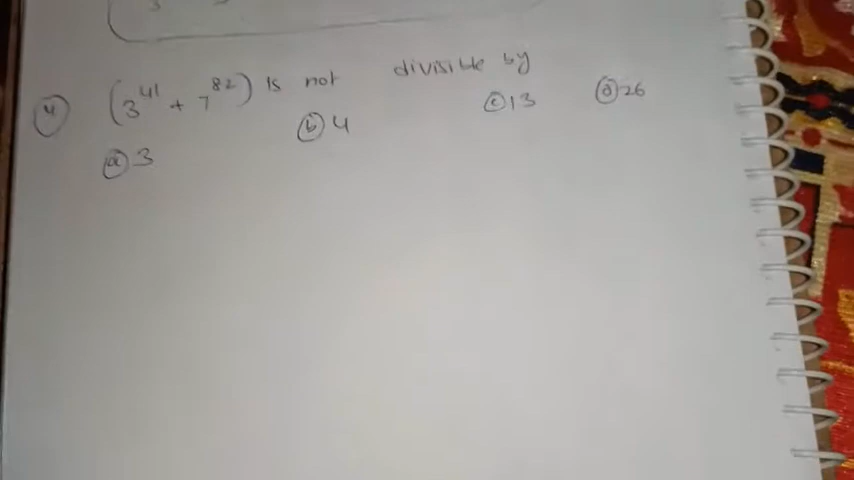 ④ (3^41 + 7^82) is not divisible by
ⓐ 3 ⓑ 4 ⓒ 13 ⓓ 26